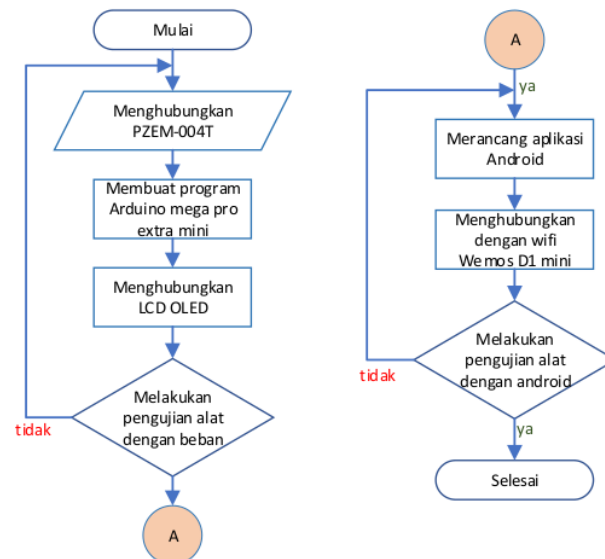 Mulai
Menghubungkan
PZEM-004T
Membuat program
Arduino mega pro
extra mini
Menghubungkan
LCD OLED
Melakukan
pengujian alat
dengan beban
tidak
A
A
ya
Merancang aplikasi
Android
Menghubungkan
dengan wifi
Wemos D1 mini
Melakukan
pengujian alat
dengan android
tidak
ya
Selesai